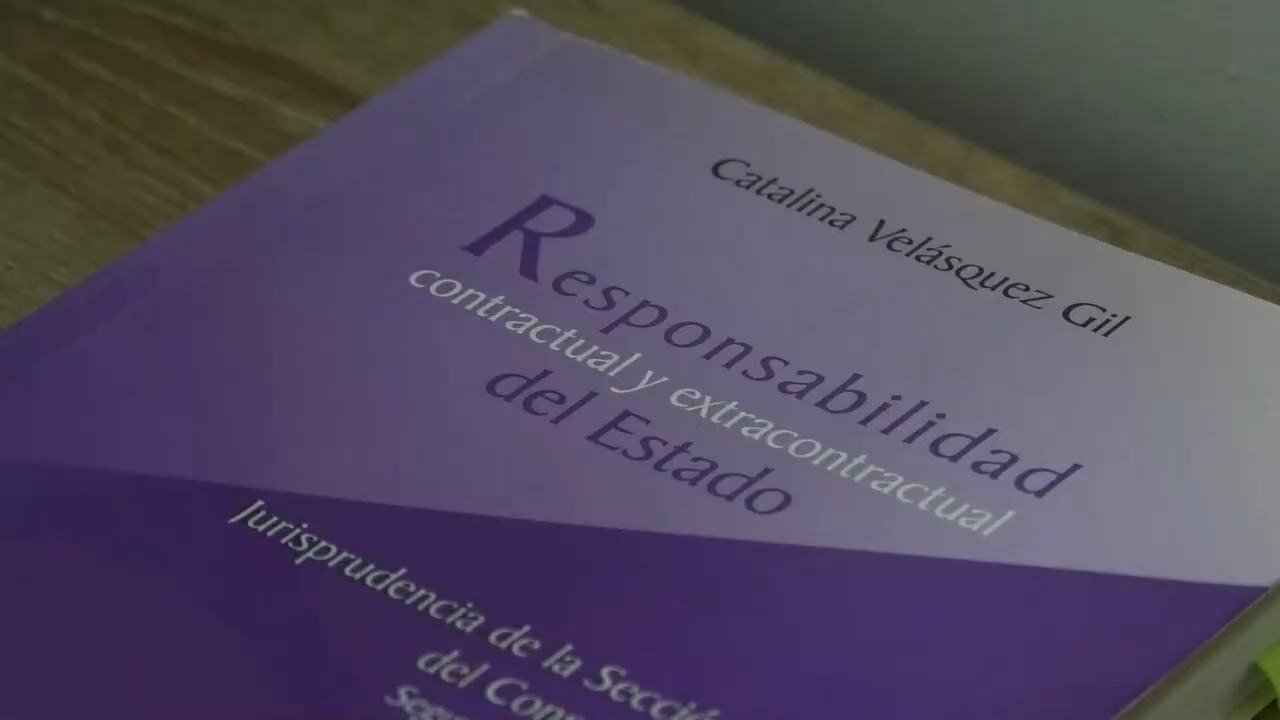 Catalina Velásquez Gil
Responsabilidad
contractual y extracontractual
del Estado
Jurisprudencia de la
del